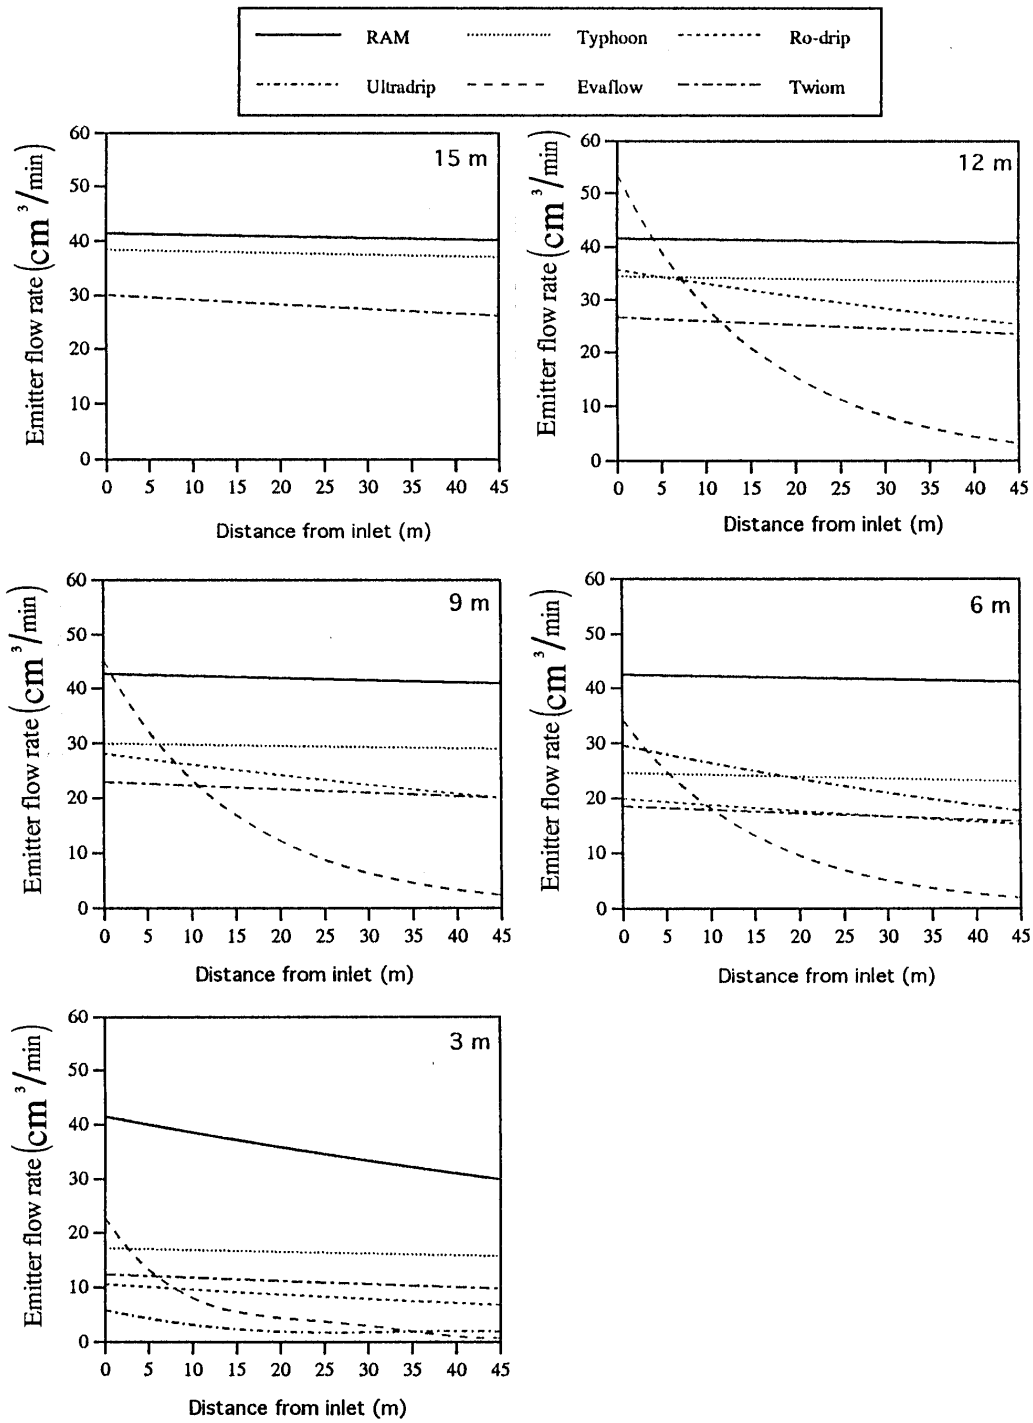 RAM Typhoon Ro-drip
Ultradrip Evaflow Twiom
15 m
60
50
40
30
20
10
0
Emitter flow rate (cm³/min)
0 5 10 15 20 25 30 35 40 45
Distance from inlet (m)
12 m
60
50
40
30
20
10
0
Emitter flow rate (cm³/min)
0 5 10 15 20 25 30 35 40 45
Distance from inlet (m)
9 m
60
50
40
30
20
10
0
Emitter flow rate (cm³/min)
0 5 10 15 20 25 30 35 40 45
Distance from inlet (m)
6 m
60
50
40
30
20
10
0
Emitter flow rate (cm³/min)
0 5 10 15 20 25 30 35 40 45
Distance from inlet (m)
3 m
60
50
40
30
20
10
0
Emitter flow rate (cm³/min)
0 5 10 15 20 25 30 35 40 45
Distance from inlet (m)